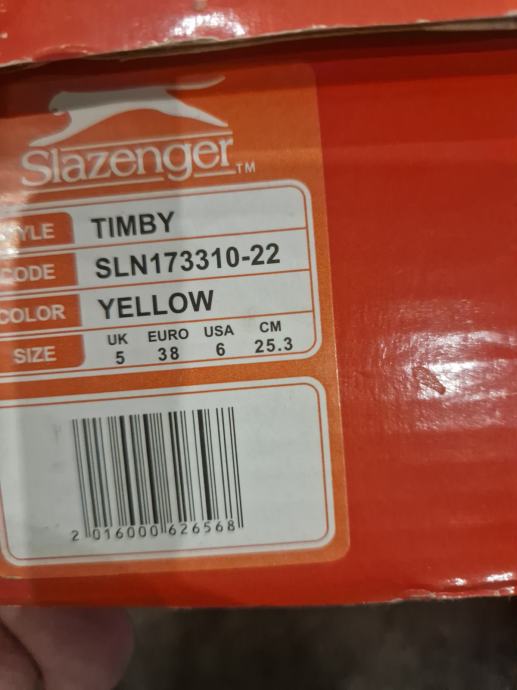 Slazenger™
STYLE TIMBY
CODE SLN173310-22
COLOR YELLOW
SIZE UK 5 EURO 38 USA 6 CM 25.3
2 016000 626568